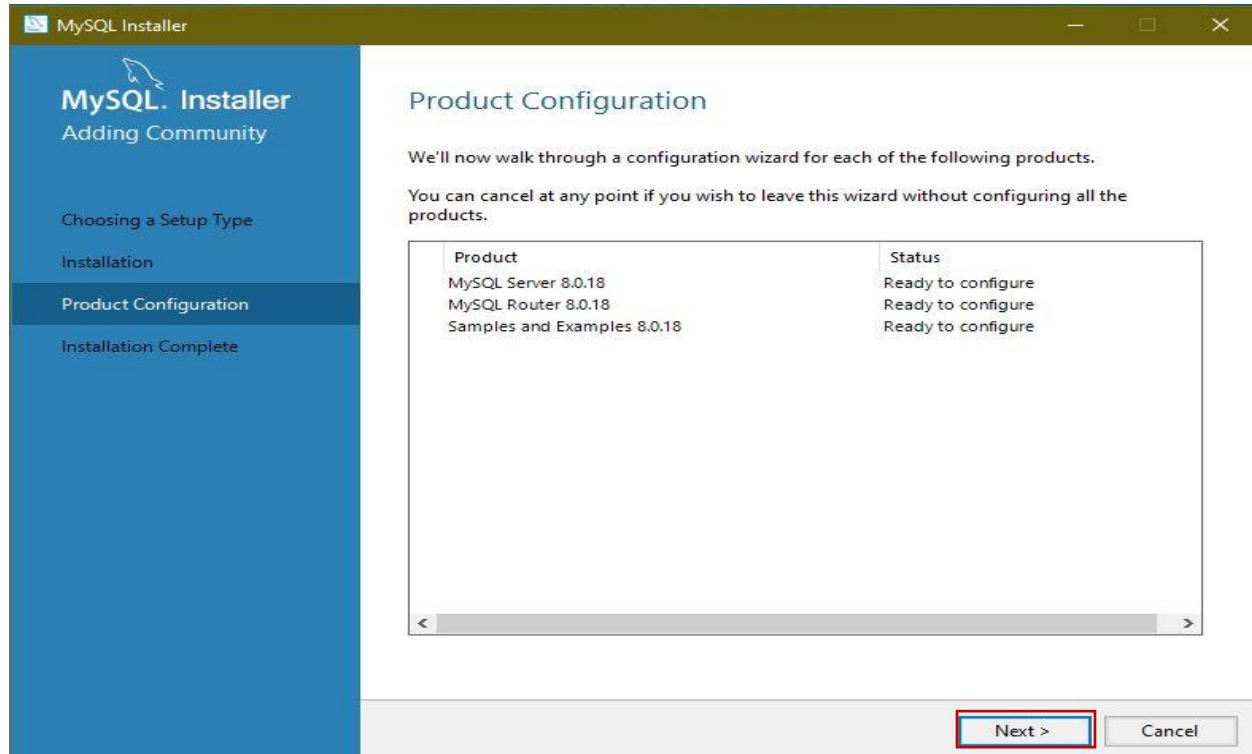 MySQL Installer
MySQL. Installer
Adding Community
Choosing a Setup Type
Installation
Product Configuration
Installation Complete
Product Configuration
We'll now walk through a configuration wizard for each of the following products.
You can cancel at any point if you wish to leave this wizard without configuring all the
products.
Product Status
MySQL Server 8.0.18 Ready to configure
MySQL Router 8.0.18 Ready to configure
Samples and Examples 8.0.18 Ready to configure
Next > Cancel